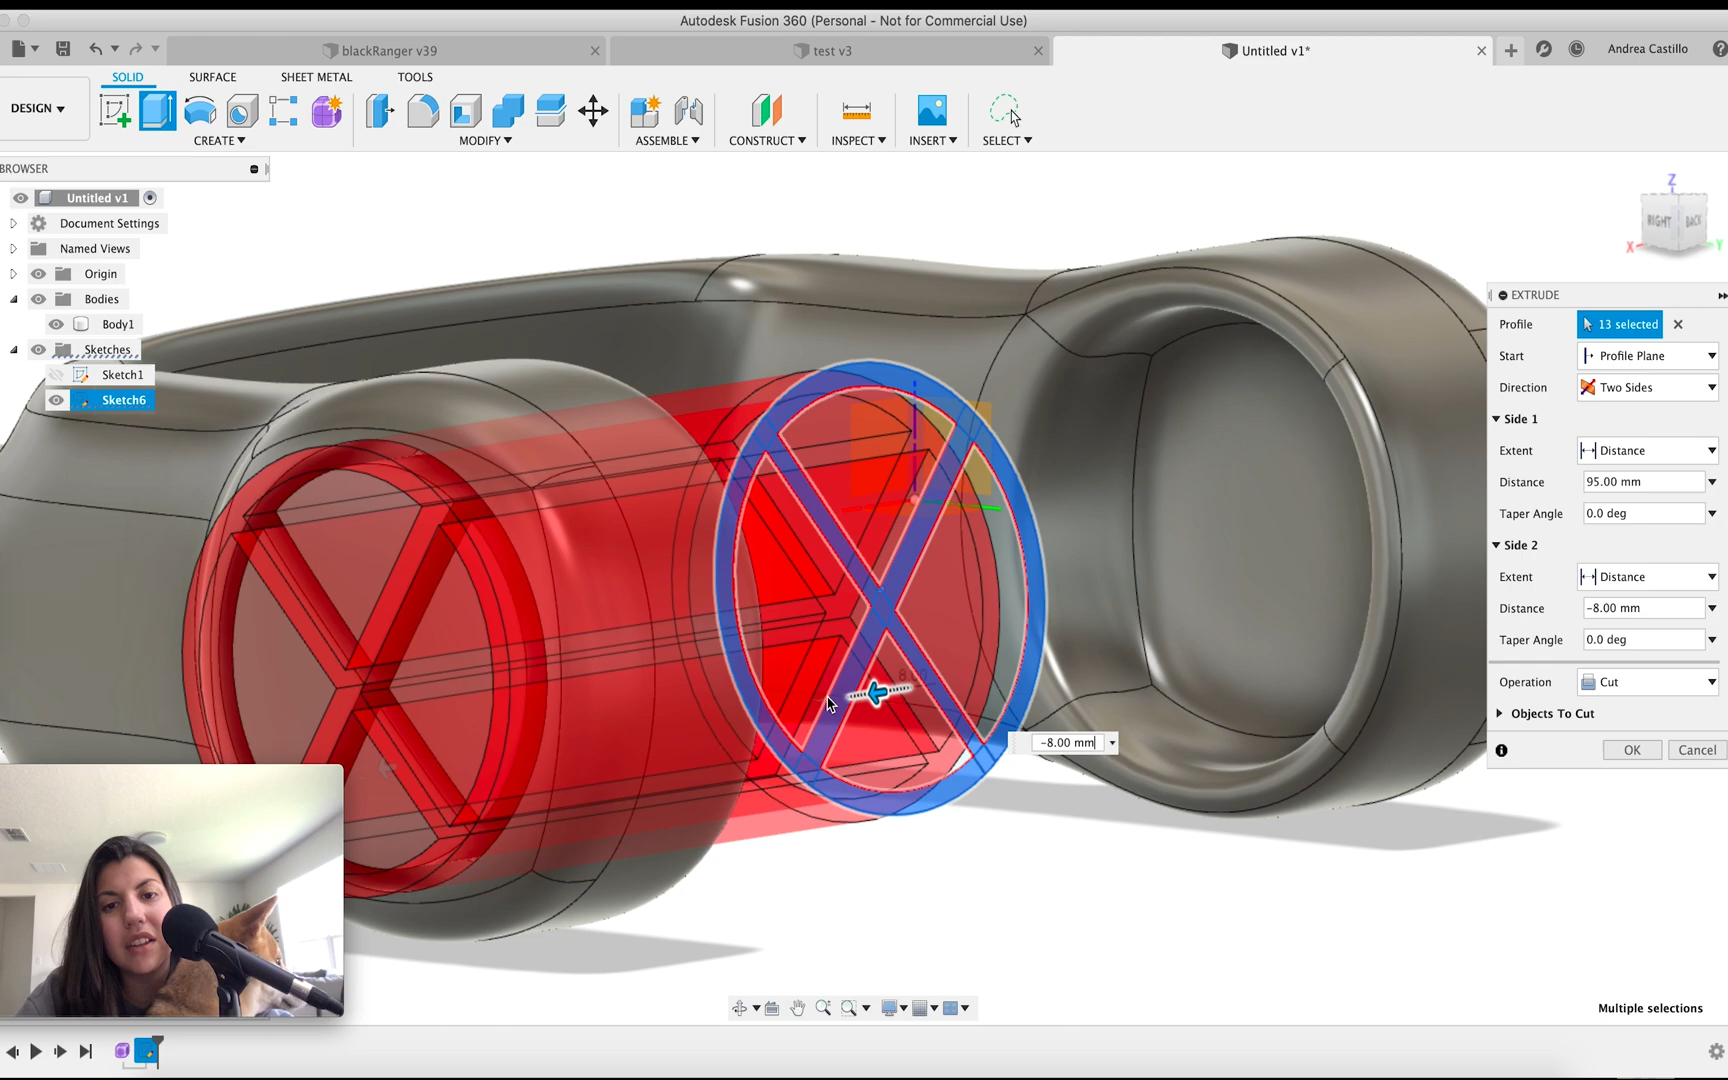 Autodesk Fusion 360 (Personal - Not for Commercial Use)
blackRanger v39
test v3
Untitled v1*
Andrea Castillo
DESIGN
SOLID
SURFACE
SHEET METAL
TOOLS
CREATE
MODIFY
ASSEMBLE
CONSTRUCT
INSPECT
INSERT
SELECT
BROWSER
Untitled v1
Document Settings
Named Views
Origin
Bodies
Body1
Sketches
Sketch1
Sketch6
Z
RIGHT
BACK
X
Y
EXTRUDE
Profile
13 selected
Start
Profile Plane
Direction
Two Sides
Side 1
Extent
Distance
Distance
95.00 mm
Taper Angle
0.0 deg
Side 2
Extent
Distance
Distance
-8.00 mm
Taper Angle
0.0 deg
Operation
Cut
Objects To Cut
OK
Cancel
-8.00 mm
Multiple selections